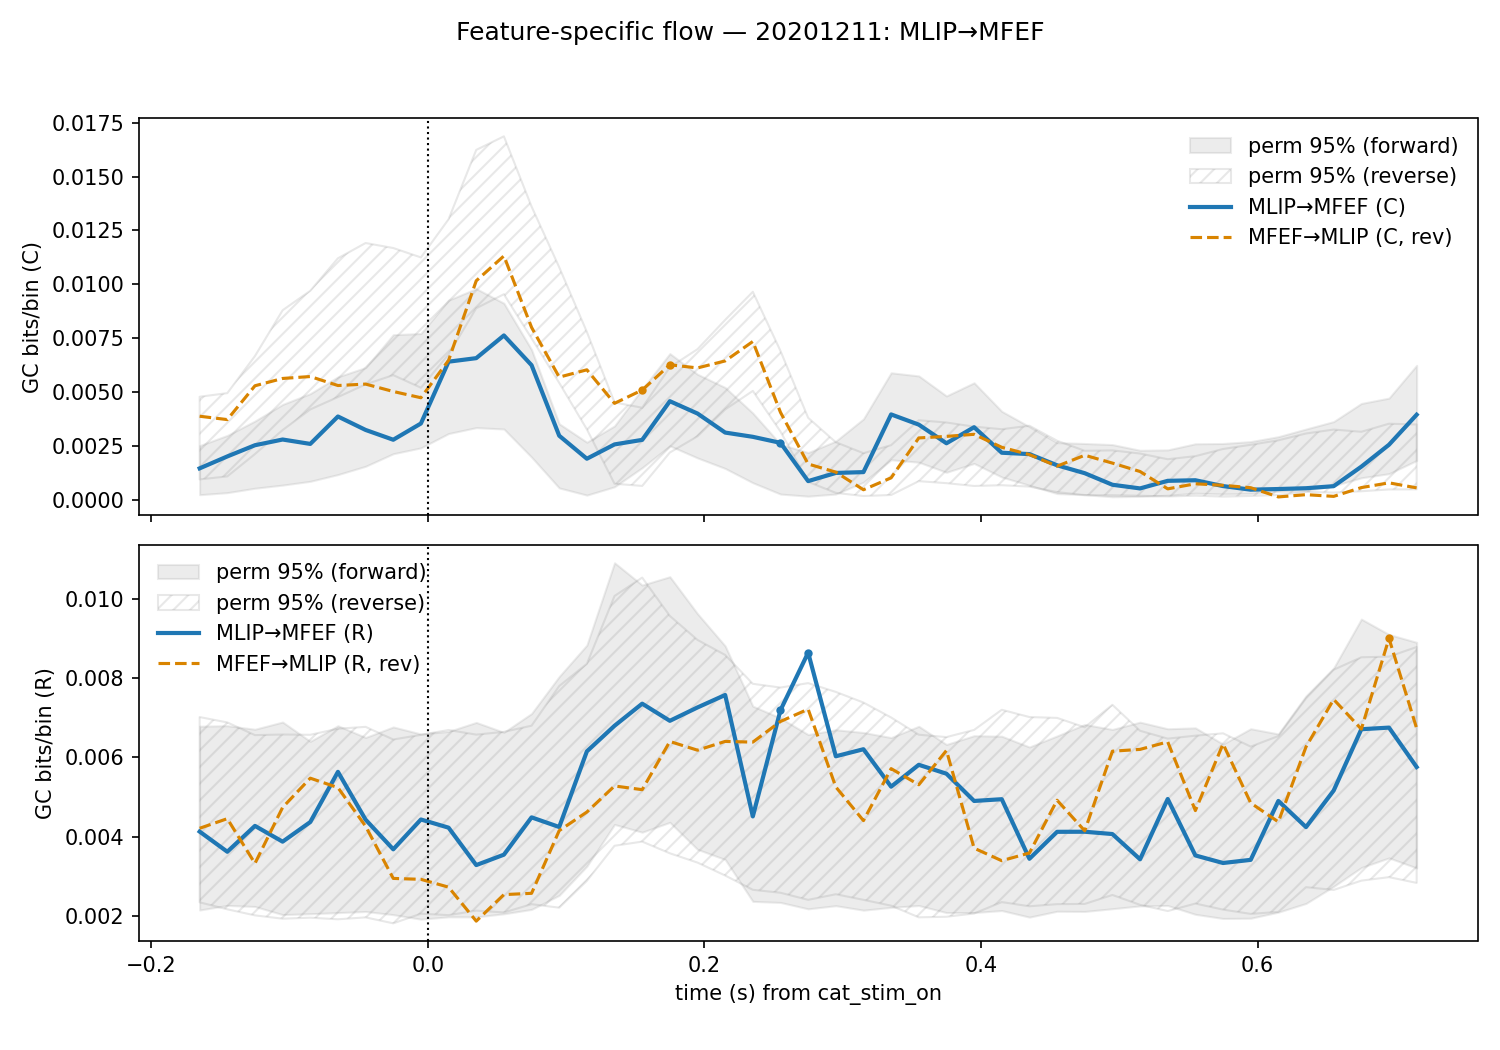 Feature-specific flow — 20201211: MLIP→MFEF
GC bits/bin (C)
0.0175
0.0150
0.0125
0.0100
0.0075
0.0050
0.0025
0.0000
perm 95% (forward)
perm 95% (reverse)
MLIP→MFEF (C)
MFEF→MLIP (C, rev)
GC bits/bin (R)
0.010
0.008
0.006
0.004
0.002
perm 95% (forward)
perm 95% (reverse)
MLIP→MFEF (R)
MFEF→MLIP (R, rev)
−0.2 0.0 0.2 0.4 0.6
time (s) from cat_stim_on